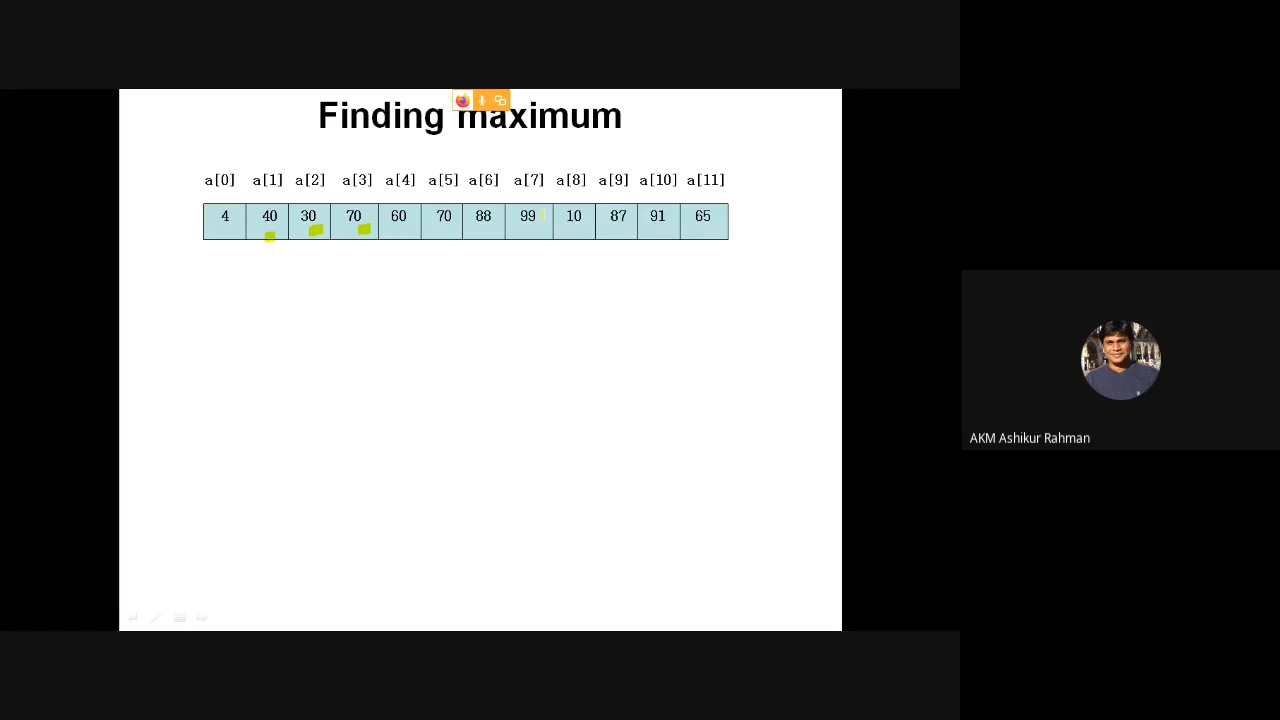 Finding maximum
a[0] a[1] a[2] a[3] a[4] a[5] a[6] a[7] a[8] a[9] a[10] a[11]
4 40 30 70 60 70 88 99 10 87 91 65
AKM Ashikur Rahman